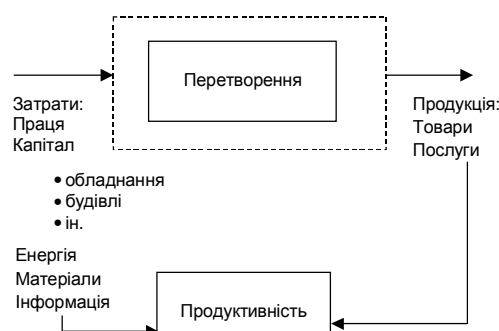 Перетворення
Затрати:
Праця
Капітал
• обладнання
• будівлі
• ін.
Енергія
Матеріали
Інформація
Продукція:
Товари
Послуги
Продуктивність